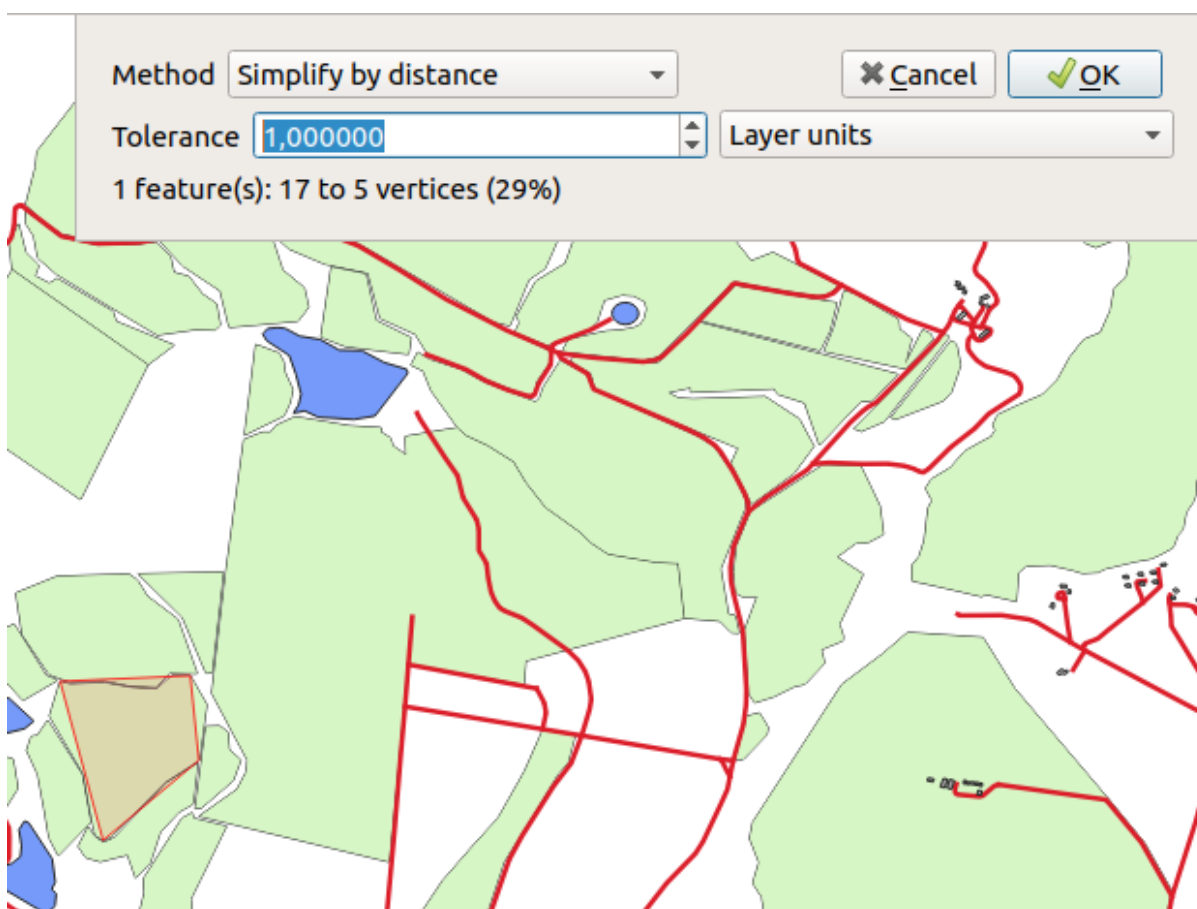 Method Simplify by distance Cancel OK
Tolerance 1,000000 Layer units
1 feature(s): 17 to 5 vertices (29%)